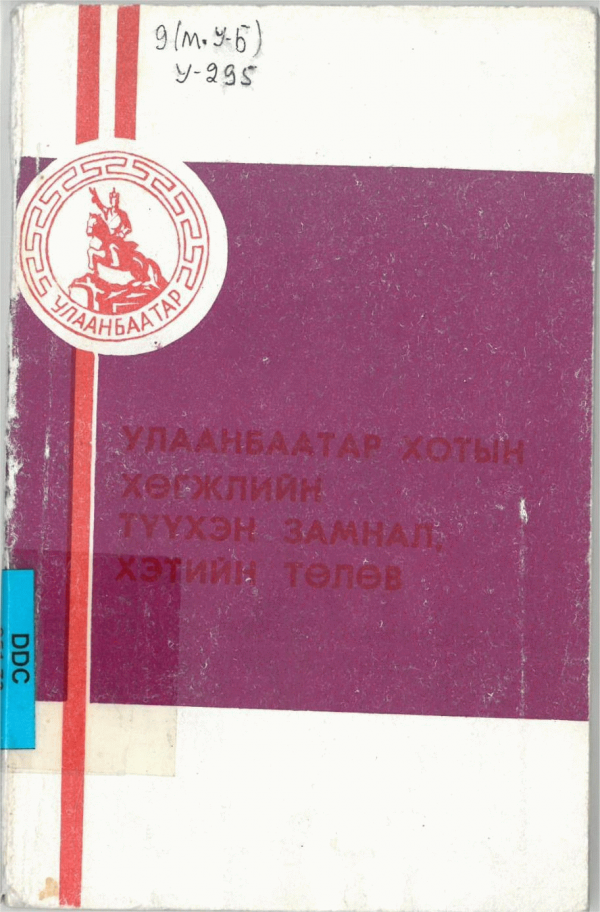 9(М.У-Б)
У-295
УЛААНБААТАР
УЛААНБААТАР ХОТЫН
ХӨГЖЛИЙН
ТҮҮХЭН ЗАМНАЛ,
ХЭТИЙН ТӨЛӨВ
DDC